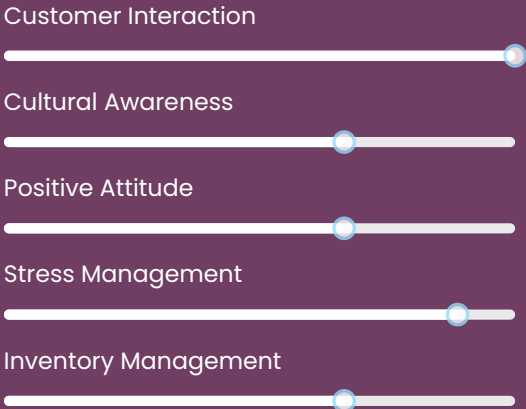 Customer Interaction
Cultural Awareness
Positive Attitude
Stress Management
Inventory Management